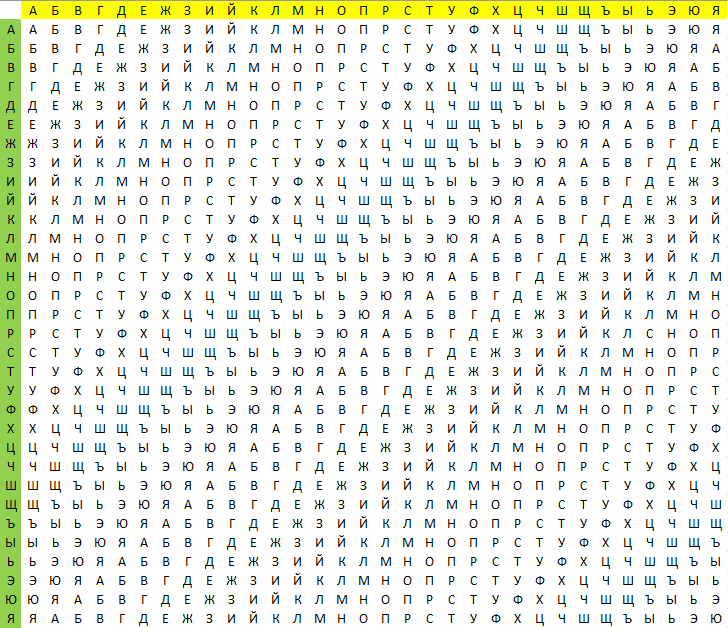 А Б В Г Д Е Ж З И Й К Л М Н О П Р С Т У Ф Х Ц Ч Ш Щ Ъ Ы Ь Э Ю Я
А А Б В Г Д Е Ж З И Й К Л М Н О П Р С Т У Ф Х Ц Ч Ш Щ Ъ Ы Ь Э Ю Я
Б Б В Г Д Е Ж З И Й К Л М Н О П Р С Т У Ф Х Ц Ч Ш Щ Ъ Ы Ь Э Ю Я А
В В Г Д Е Ж З И Й К Л М Н О П Р С Т У Ф Х Ц Ч Ш Щ Ъ Ы Ь Э Ю Я А Б
Г Г Д Е Ж З И Й К Л М Н О П Р С Т У Ф Х Ц Ч Ш Щ Ъ Ы Ь Э Ю Я А Б В
Д Д Е Ж З И Й К Л М Н О П Р С Т У Ф Х Ц Ч Ш Щ Ъ Ы Ь Э Ю Я А Б В Г
Е Е Ж З И Й К Л М Н О П Р С Т У Ф Х Ц Ч Ш Щ Ъ Ы Ь Э Ю Я А Б В Г Д
Ж Ж З И Й К Л М Н О П Р С Т У Ф Х Ц Ч Ш Щ Ъ Ы Ь Э Ю Я А Б В Г Д Е
З З И Й К Л М Н О П Р С Т У Ф Х Ц Ч Ш Щ Ъ Ы Ь Э Ю Я А Б В Г Д Е Ж
И И Й К Л М Н О П Р С Т У Ф Х Ц Ч Ш Щ Ъ Ы Ь Э Ю Я А Б В Г Д Е Ж З
Й Й К Л М Н О П Р С Т У Ф Х Ц Ч Ш Щ Ъ Ы Ь Э Ю Я А Б В Г Д Е Ж З И
К К Л М Н О П Р С Т У Ф Х Ц Ч Ш Щ Ъ Ы Ь Э Ю Я А Б В Г Д Е Ж З И Й
Л Л М Н О П Р С Т У Ф Х Ц Ч Ш Щ Ъ Ы Ь Э Ю Я А Б В Г Д Е Ж З И Й К
М М Н О П Р С Т У Ф Х Ц Ч Ш Щ Ъ Ы Ь Э Ю Я А Б В Г Д Е Ж З И Й К Л
Н Н О П Р С Т У Ф Х Ц Ч Ш Щ Ъ Ы Ь Э Ю Я А Б В Г Д Е Ж З И Й К Л М
О О П Р С Т У Ф Х Ц Ч Ш Щ Ъ Ы Ь Э Ю Я А Б В Г Д Е Ж З И Й К Л М Н
П П Р С Т У Ф Х Ц Ч Ш Щ Ъ Ы Ь Э Ю Я А Б В Г Д Е Ж З И Й К Л М Н О
Р Р С Т У Ф Х Ц Ч Ш Щ Ъ Ы Ь Э Ю Я А Б В Г Д Е Ж З И Й К Л С Н О П
С С Т У Ф Х Ц Ч Ш Щ Ъ Ы Ь Э Ю Я А Б В Г Д Е Ж З И Й К Л М Н О П Р
Т Т У Ф Х Ц Ч Ш Щ Ъ Ы Ь Э Ю Я А Б В Г Д Е Ж З И Й К Л М Н О П Р С
У У Ф Х Ц Ч Ш Щ Ъ Ы Ь Э Ю Я А Б В Г Д Е Ж З И Й К Л М Н О П Р С Т
Ф Ф Х Ц Ч Ш Щ Ъ Ы Ь Э Ю Я А Б В Г Д Е Ж З И Й К Л М Н О П Р С Т У
Х Х Ц Ч Ш Щ Ъ Ы Ь Э Ю Я А Б В Г Д Е Ж З И Й К Л М Н О П Р С Т У Ф
Ц Ц Ч Ш Щ Ъ Ы Ь Э Ю Я А Б В Г Д Е Ж З И Й К Л М Н О П Р С Т У Ф Х
Ч Ч Ш Щ Ъ Ы Ь Э Ю Я А Б В Г Д Е Ж З И Й К Л М Н О П Р С Т У Ф Х Ц
Ш Ш Щ Ъ Ы Ь Э Ю Я А Б В Г Д Е Ж З И Й К Л М Н О П Р С Т У Ф Х Ц Ч
Щ Щ Ъ Ы Ь Э Ю Я А Б В Г Д Е Ж З И Й К Л М Н О П Р С Т У Ф Х Ц Ч Ш
Ъ Ъ Ы Ь Э Ю Я А Б В Г Д Е Ж З И Й К Л М Н О П Р С Т У Ф Х Ц Ч Ш Щ
Ы Ы Ь Э Ю Я А Б В Г Д Е Ж З И Й К Л М Н О П Р С Т У Ф Х Ц Ч Ш Щ Ъ
Ь Ь Э Ю Я А Б В Г Д Е Ж З И Й К Л М Н О П Р С Т У Ф Х Ц Ч Ш Щ Ъ Ы
Э Э Ю Я А Б В Г Д Е Ж З И Й К Л М Н О П Р С Т У Ф Х Ц Ч Ш Щ Ъ Ы Ь
Ю Ю Я А Б В Г Д Е Ж З И Й К Л М Н О П Р С Т У Ф Х Ц Ч Ш Щ Ъ Ы Ь Э
Я Я А Б В Г Д Е Ж З И Й К Л М Н О П Р С Т У Ф Х Ц Ч Ш Щ Ъ Ы Ь Э Ю